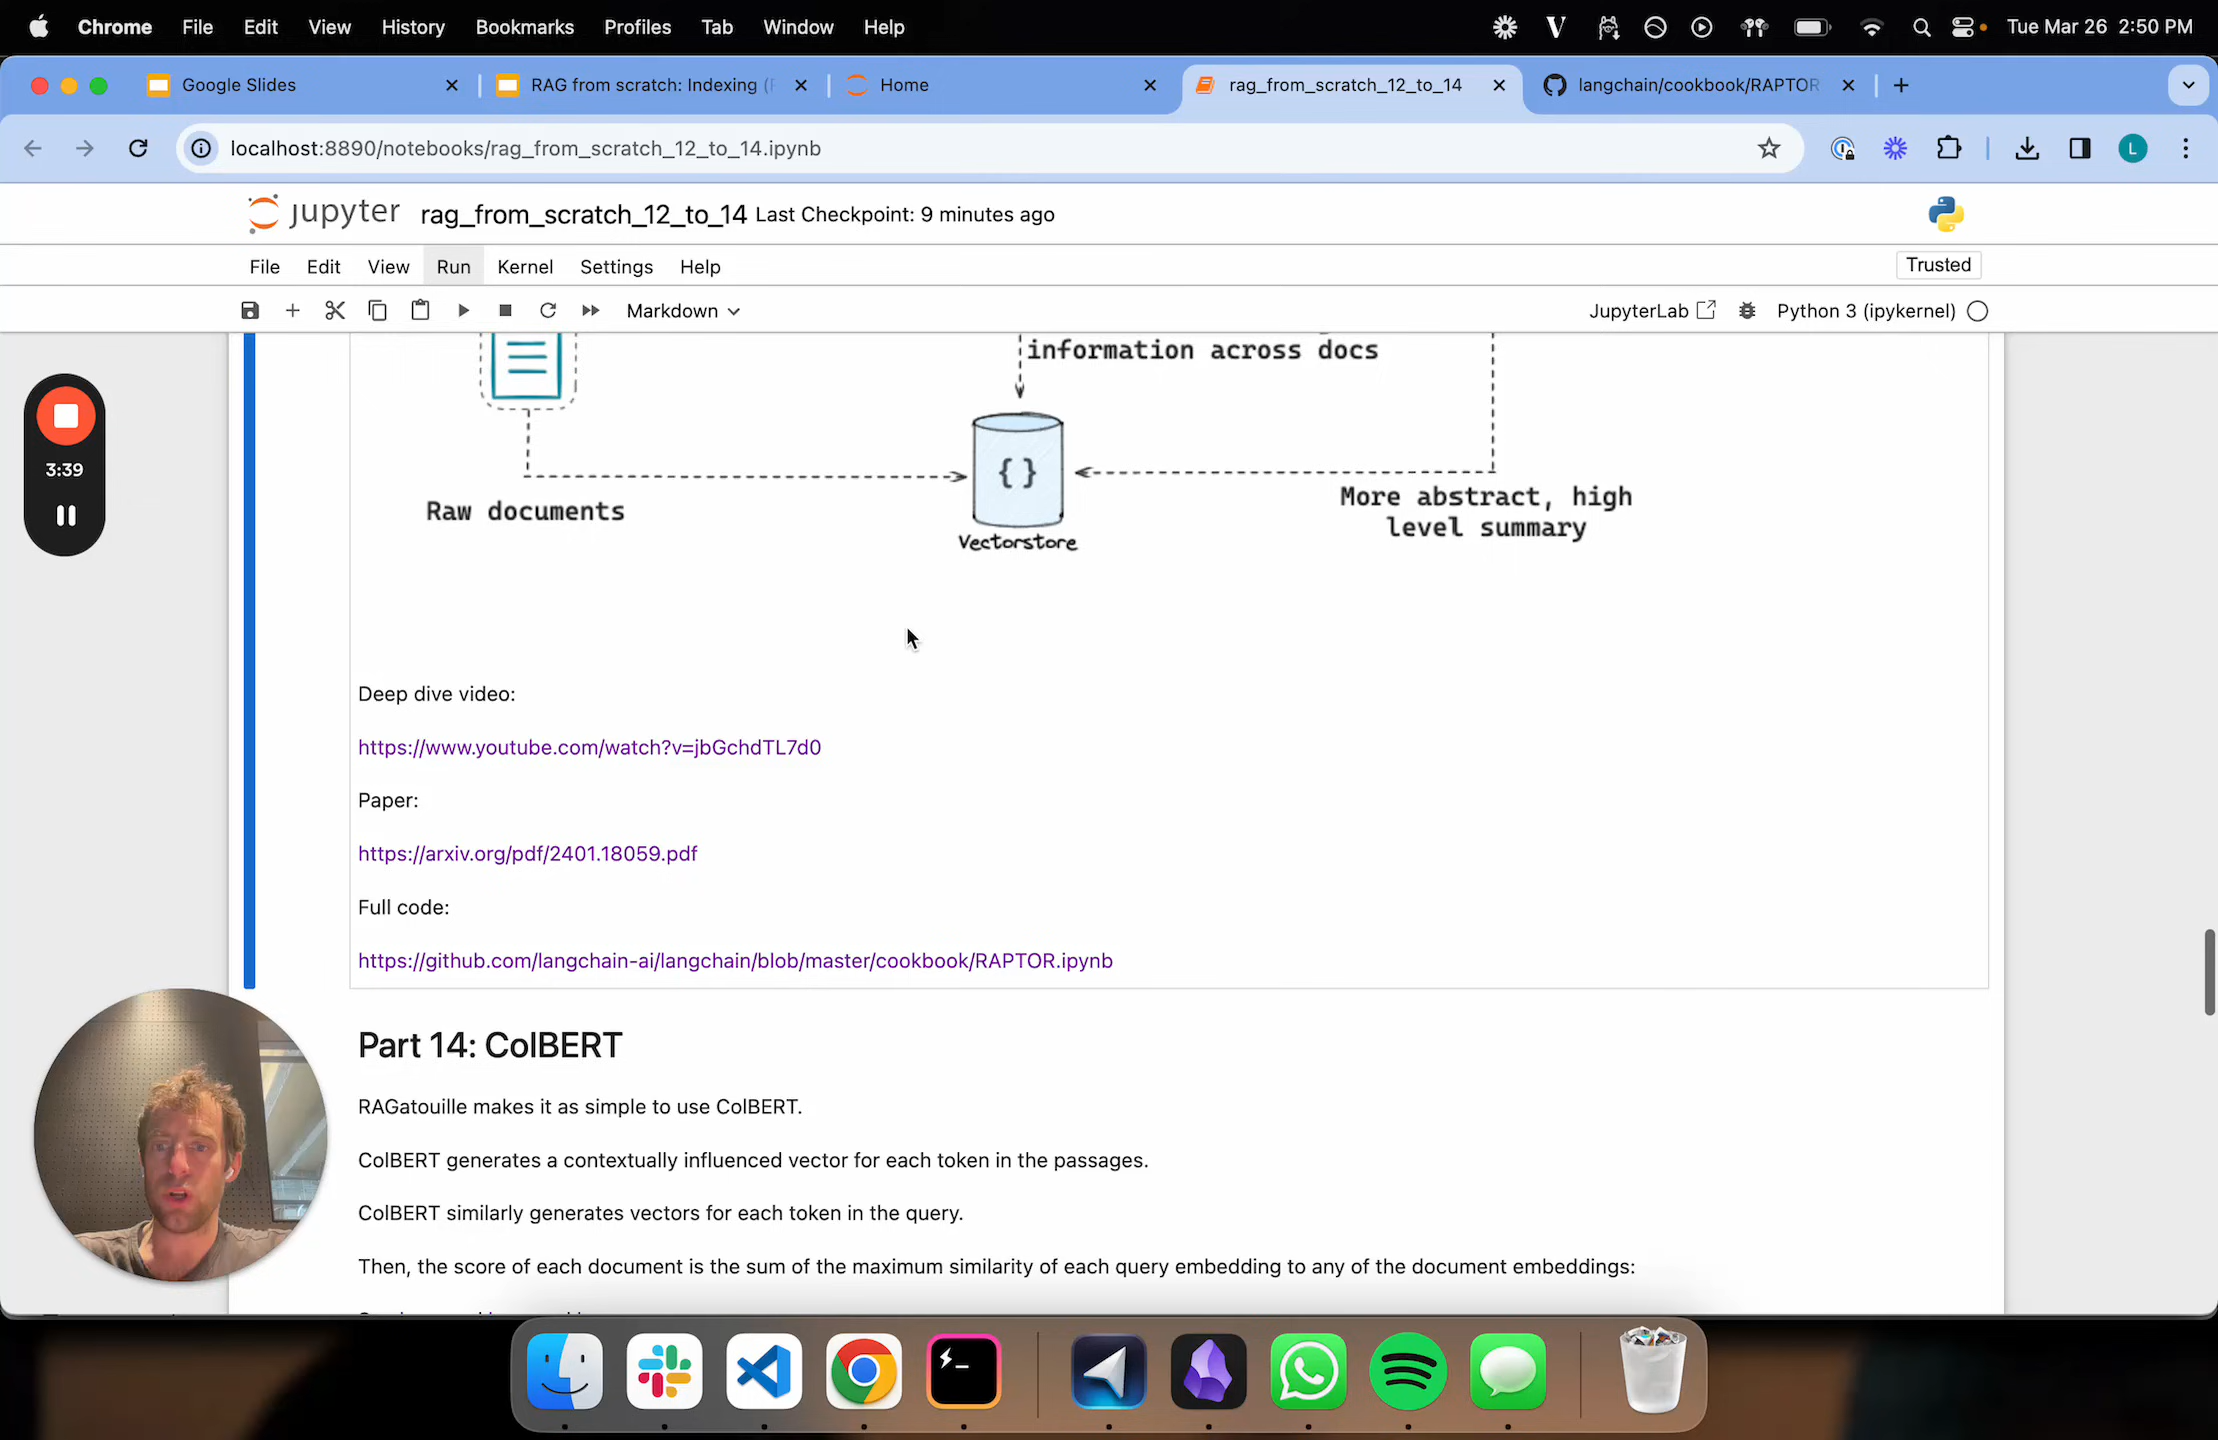 Chrome File Edit View History Bookmarks Profiles Tab Window Help Tue Mar 26 2:50 PM
Google Slides RAG from scratch: Indexing ( Home rag_from_scratch_12_to_14 langchain/cookbook/RAPTOR
localhost:8890/notebooks/rag_from_scratch_12_to_14.ipynb L
jupyter rag_from_scratch_12_to_14 Last Checkpoint: 9 minutes ago
File Edit View Run Kernel Settings Help Trusted
Markdown JupyterLab Python 3 (ipykernel)
information across docs
3:39
{}
Raw documents
More abstract, high
level summary
Vectorstore
Deep dive video:
https://www.youtube.com/watch?v=jbGchdTL7d0
Paper:
https://arxiv.org/pdf/2401.18059.pdf
Full code:
https://github.com/langchain-ai/langchain/blob/master/cookbook/RAPTOR.ipynb
Part 14: ColBERT
RAGatouille makes it as simple to use ColBERT.
ColBERT generates a contextually influenced vector for each token in the passages.
ColBERT similarly generates vectors for each token in the query.
Then, the score of each document is the sum of the maximum similarity of each query embedding to any of the document embeddings: